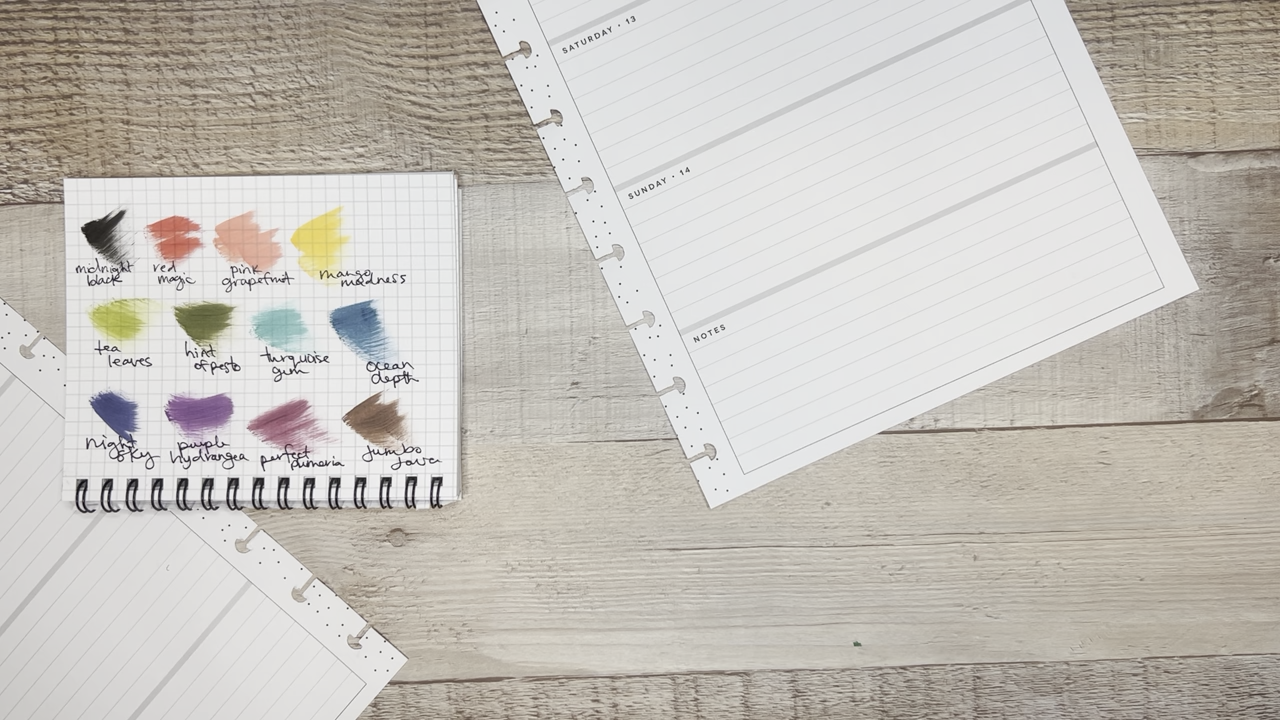 midnight
black
red
magic
pink
grapefruit
mango
madness
tea
leaves
hint
of pesto
turquoise
gum
ocean
depth
night
sky
purple
hydrangea
perfect
plumeria
jumbo
java
SATURDAY • 13
SUNDAY • 14
NOTES